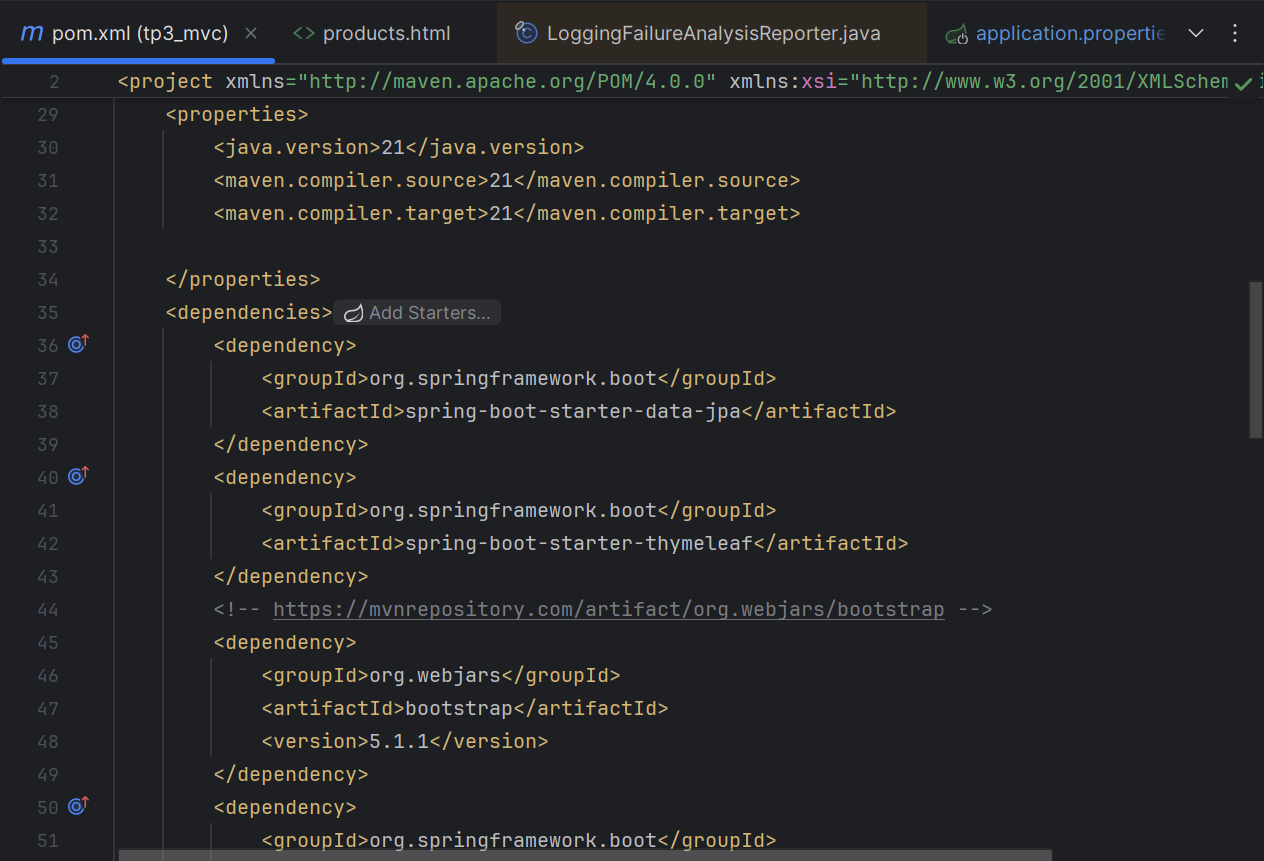 pom.xml (tp3_mvc) products.html LoggingFailureAnalysisReporter.java application.propertie
2 <project xmlns="http://maven.apache.org/POM/4.0.0" xmlns:xsi="http://www.w3.org/2001/XMLSchem
29 <properties>
30 <java.version>21</java.version>
31 <maven.compiler.source>21</maven.compiler.source>
32 <maven.compiler.target>21</maven.compiler.target>
33
34 </properties>
35 <dependencies> Add Starters...
36 <dependency>
37 <groupId>org.springframework.boot</groupId>
38 <artifactId>spring-boot-starter-data-jpa</artifactId>
39 </dependency>
40 <dependency>
41 <groupId>org.springframework.boot</groupId>
42 <artifactId>spring-boot-starter-thymeleaf</artifactId>
43 </dependency>
44 <!-- https://mvnrepository.com/artifact/org.webjars/bootstrap -->
45 <dependency>
46 <groupId>org.webjars</groupId>
47 <artifactId>bootstrap</artifactId>
48 <version>5.1.1</version>
49 </dependency>
50 <dependency>
51 <groupId>org.springframework.boot</groupId>